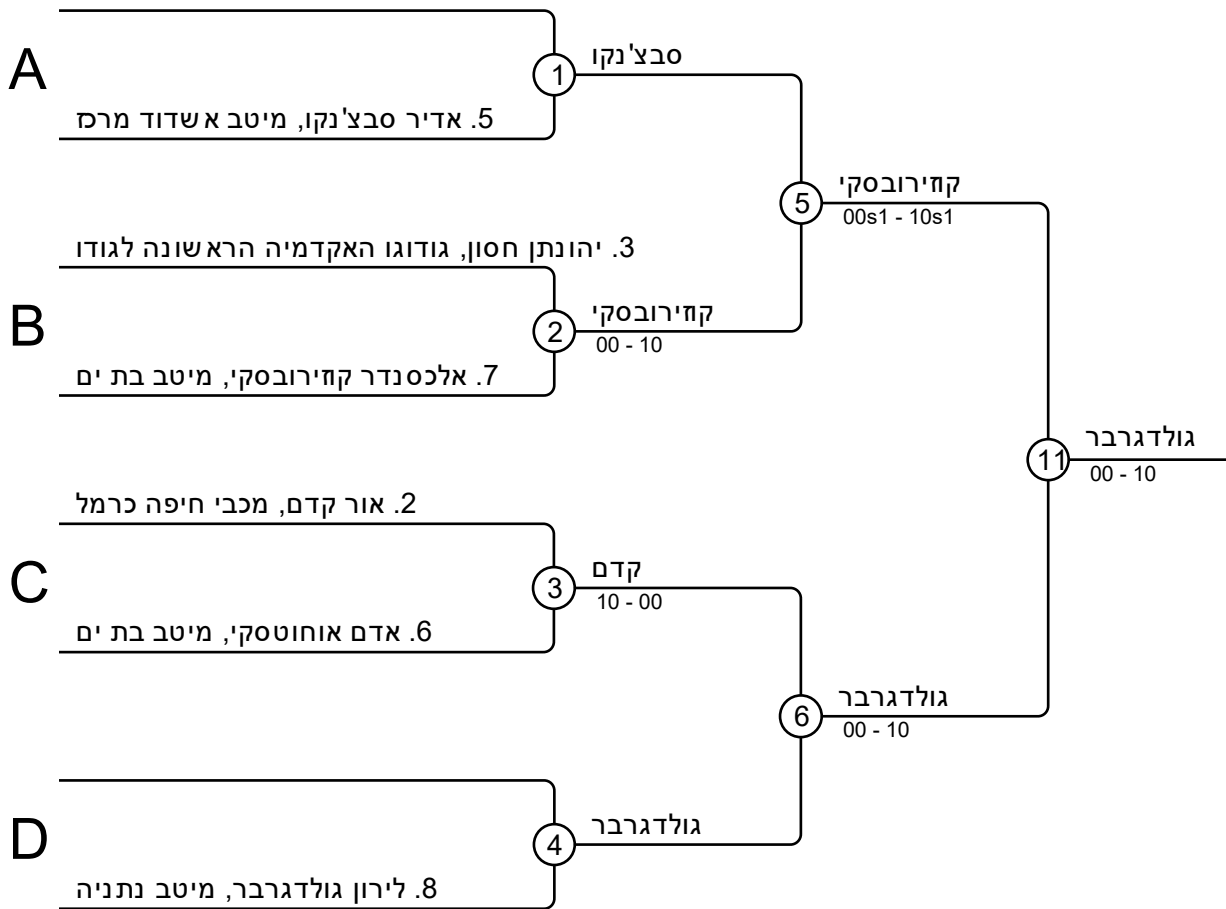 A
סבצ'נקו
1
5. אדיר סבצ'נקו, מיטב אשדוד מרכז
קוזירובסקי
5
00s1 - 10s1
3. יהונתן חסון, גודוגו האקדמיה הראשונה לגודו
B
קוזירובסקי
2
00 - 10
7. אלכסנדר קוזירובסקי, מיטב בת ים
גולדגרבר
11
00 - 10
2. אור קדם, מכבי חיפה כרמל
C
קדם
3
10 - 00
6. אדם אוחוטסקי, מיטב בת ים
גולדגרבר
6
00 - 10
D
גולדגרבר
4
8. לירון גולדגרבר, מיטב נתניה